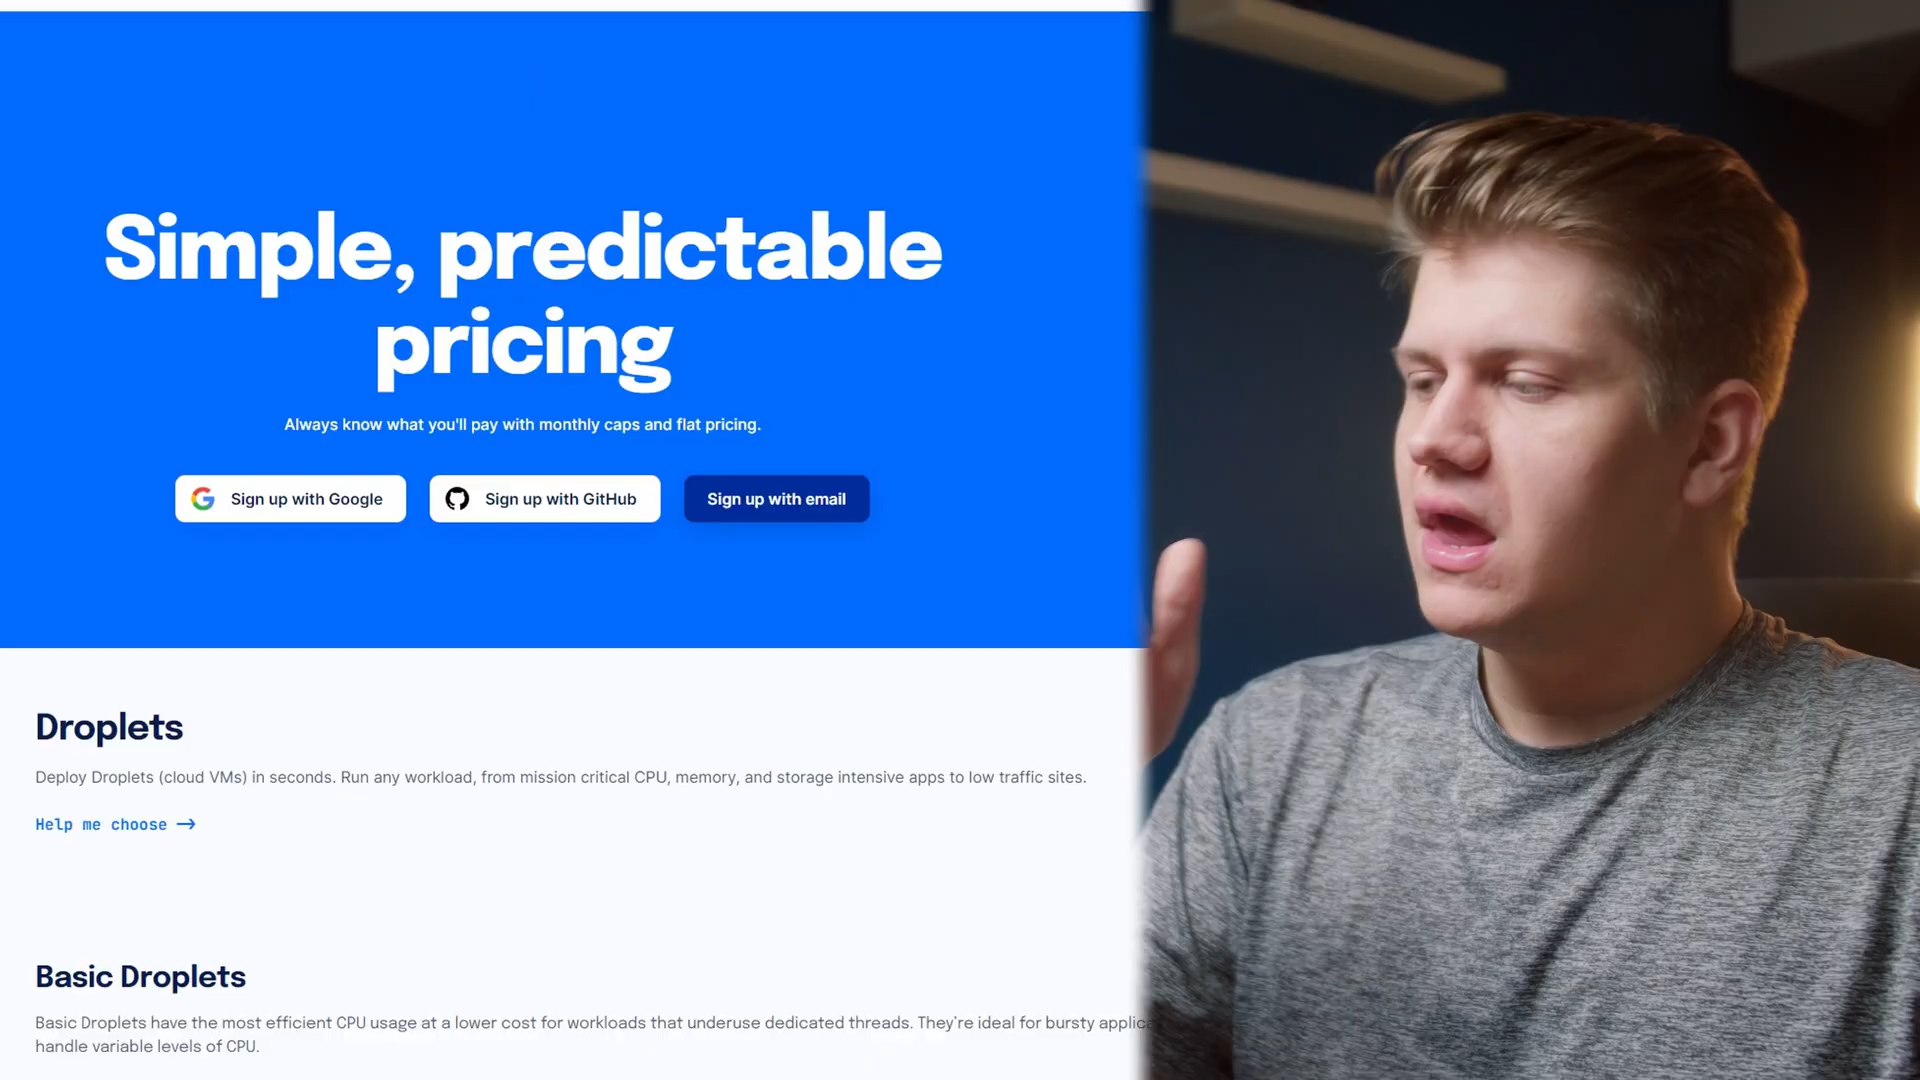 Simple, predictable
pricing
Always know what you'll pay with monthly caps and flat pricing.
Sign up with Google
Sign up with GitHub
Sign up with email
Droplets
Deploy Droplets (cloud VMs) in seconds. Run any workload, from mission critical CPU, memory, and storage intensive apps to low traffic sites.
Help me choose →
Basic Droplets
Basic Droplets have the most efficient CPU usage at a lower cost for workloads that underuse dedicated threads. They’re ideal for bursty
handle variable levels of CPU.